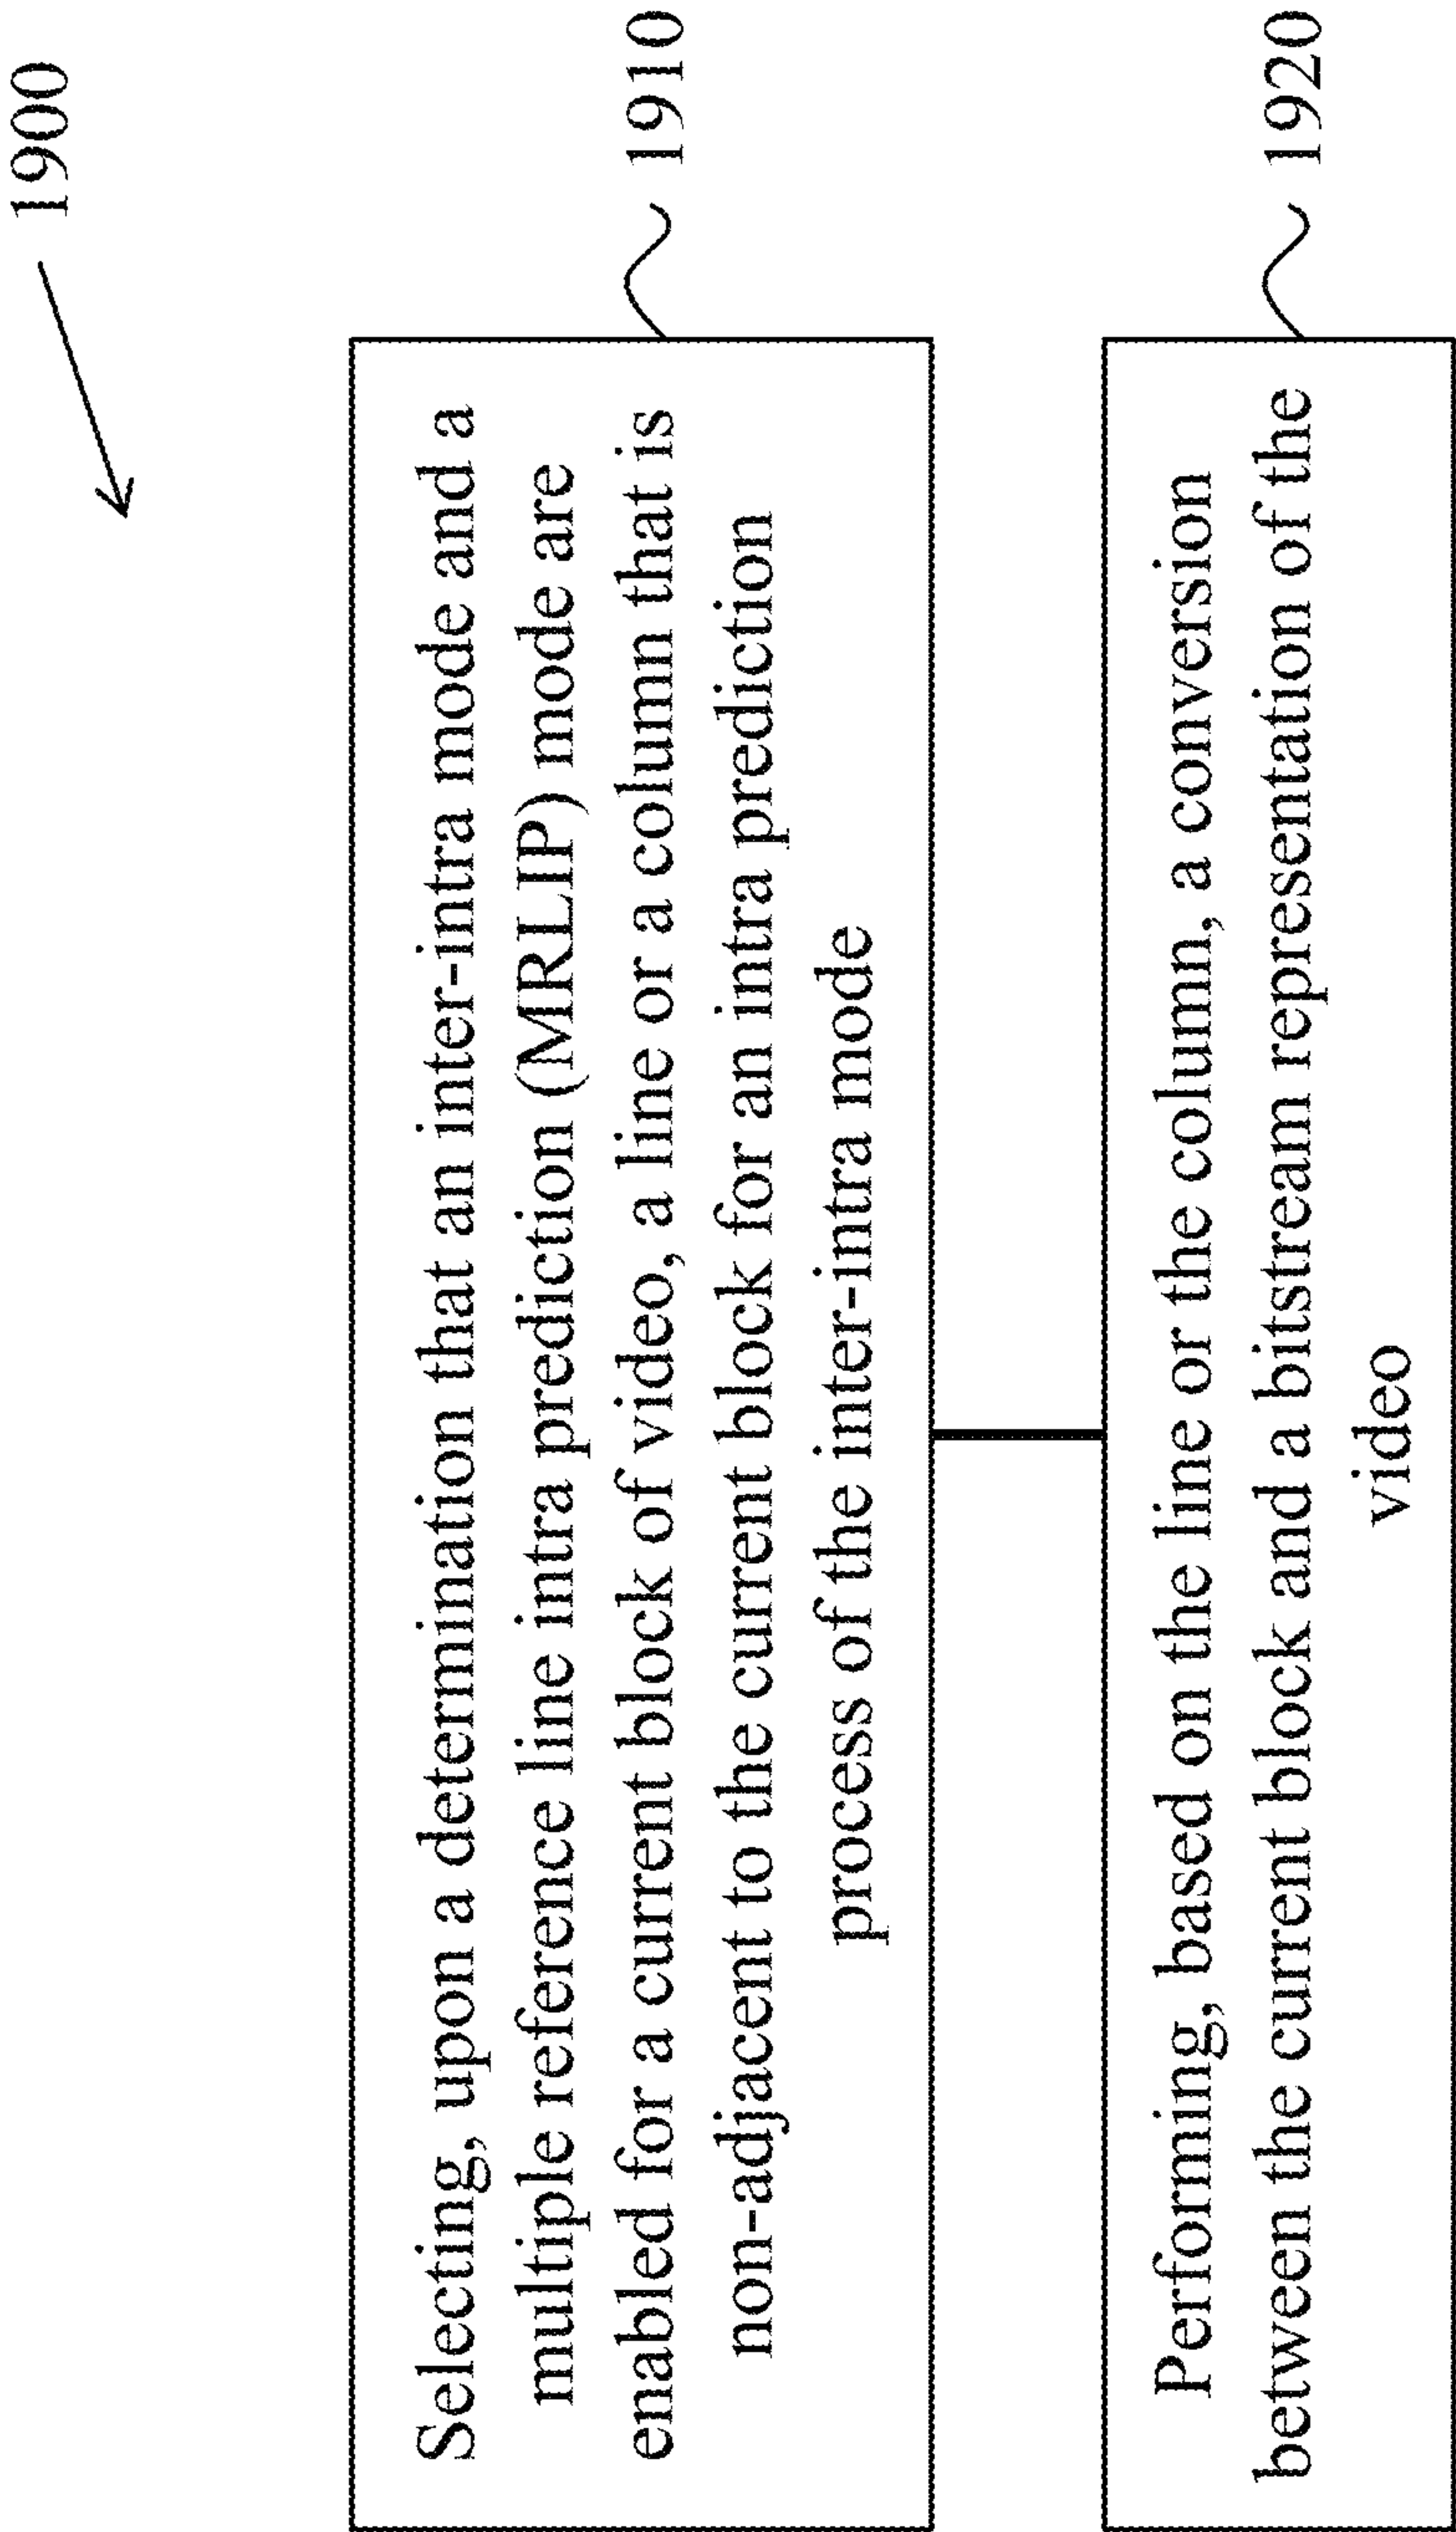 1900
Selecting, upon a determination that an inter-intra mode and a
multiple reference line intra prediction (MRLIP) mode are
enabled for a current block of video, a line or a column that is
non-adjacent to the current block for an intra prediction
process of the inter-intra mode
1910
Performing, based on the line or the column, a conversion
between the current block and a bitstream representation of the
video
1920